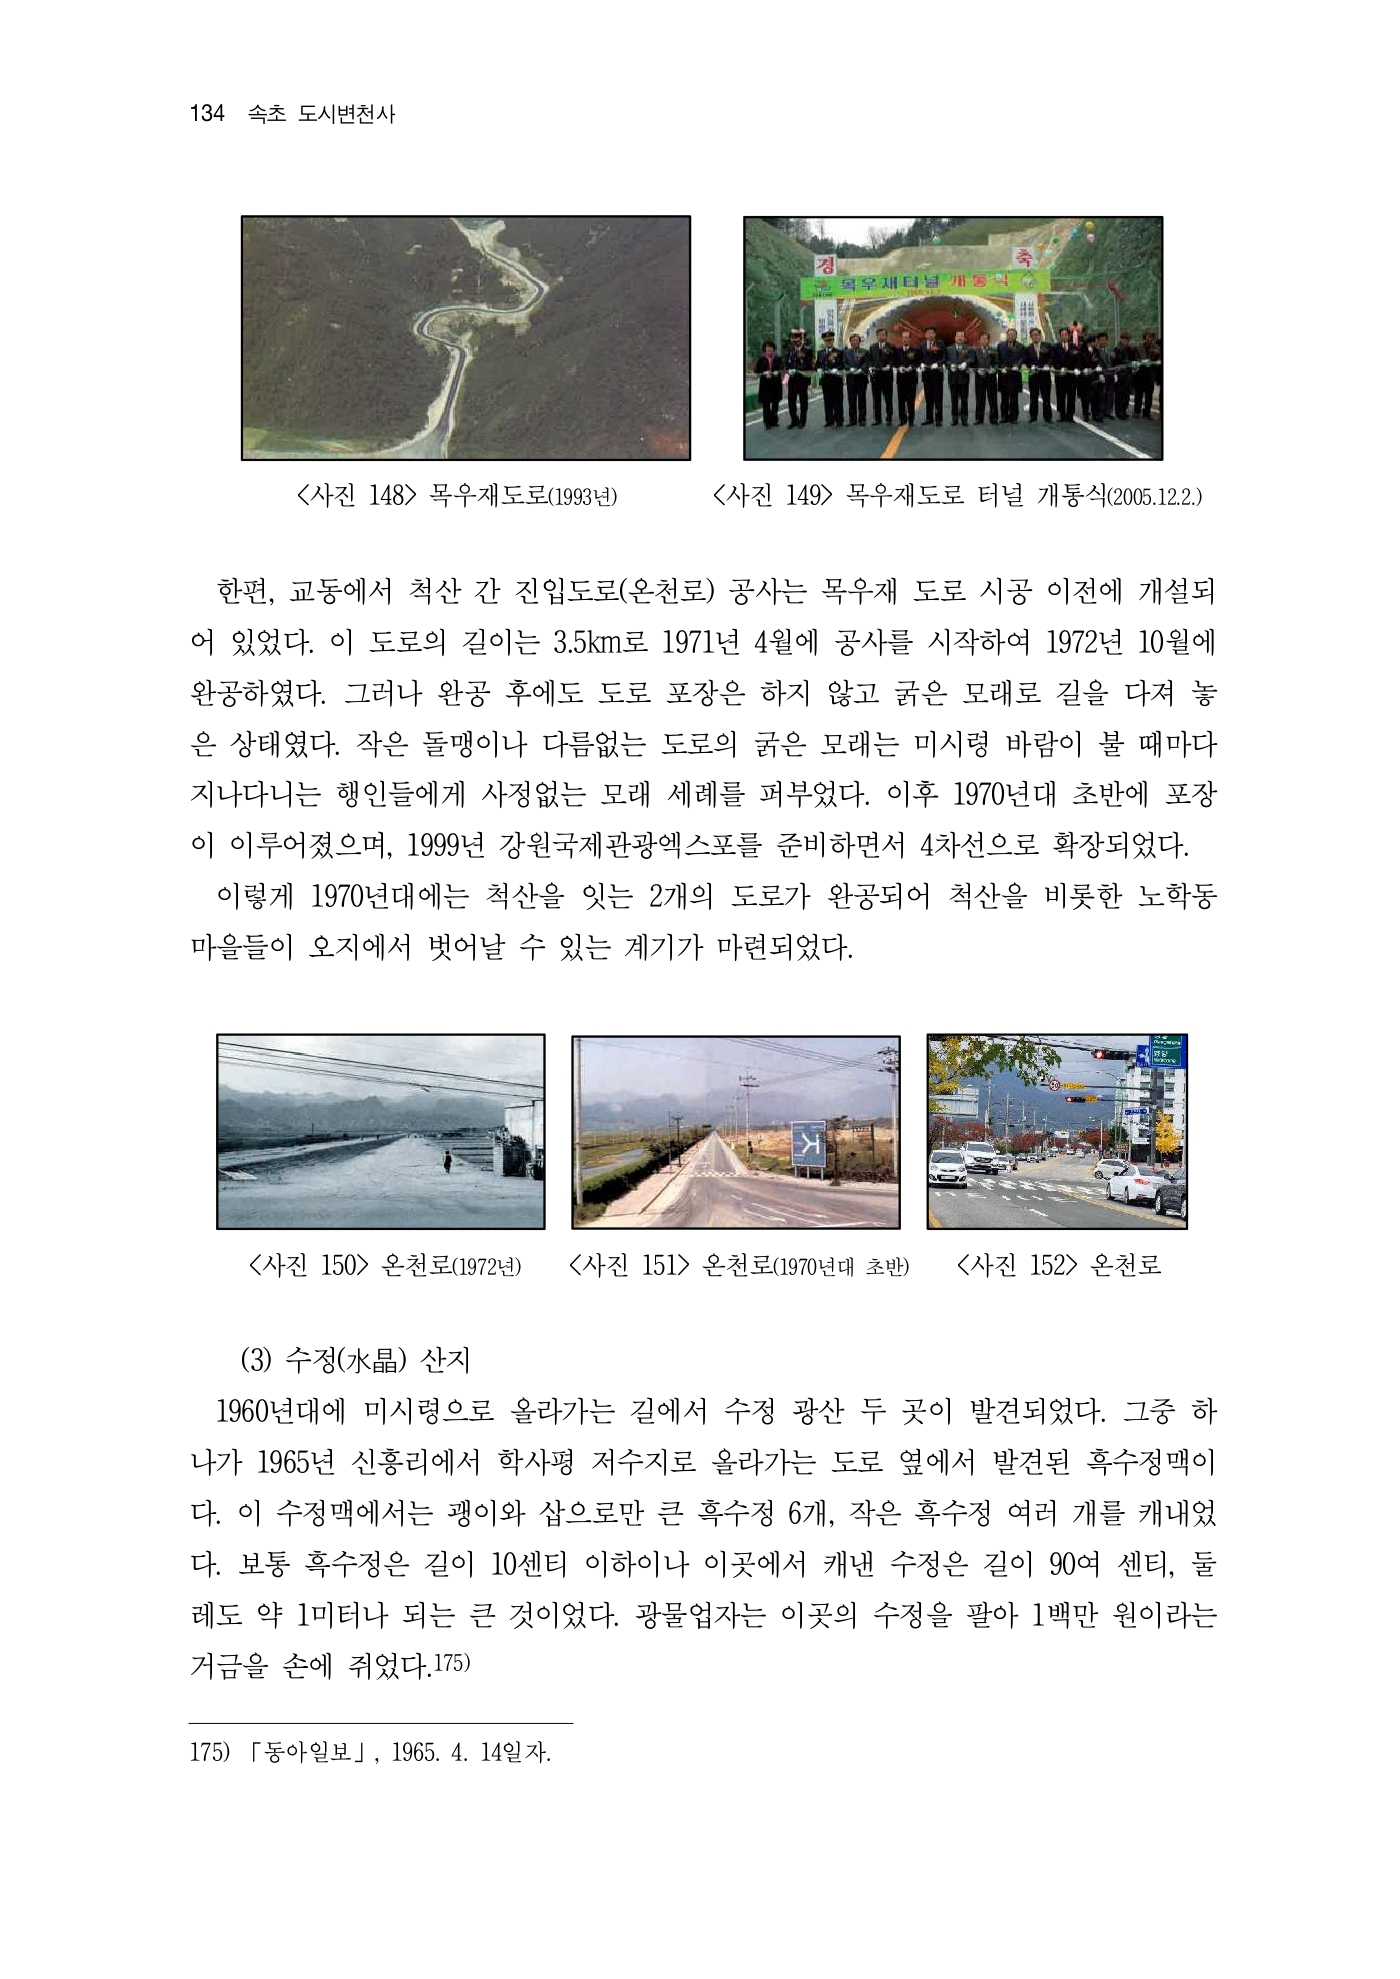 134 속초 도시변천사
경 축
목우재터널 개통식
<사진 148> 목우재도로(1993년)
<사진 149> 목우재도로 터널 개통식(2005.12.2.)
한편, 교동에서 척산 간 진입도로(온천로) 공사는 목우재 도로 시공 이전에 개설되
어 있었다. 이 도로의 길이는 3.5km로 1971년 4월에 공사를 시작하여 1972년 10월에
완공하였다. 그러나 완공 후에도 도로 포장은 하지 않고 굵은 모래로 길을 다져 놓
은 상태였다. 작은 돌맹이나 다름없는 도로의 굵은 모래는 미시령 바람이 불 때마다
지나다니는 행인들에게 사정없는 모래 세례를 퍼부었다. 이후 1970년대 초반에 포장
이 이루어졌으며, 1999년 강원국제관광엑스포를 준비하면서 4차선으로 확장되었다.
이렇게 1970년대에는 척산을 잇는 2개의 도로가 완공되어 척산을 비롯한 노학동
마을들이 오지에서 벗어날 수 있는 계기가 마련되었다.
<사진 150> 온천로(1972년)
<사진 151> 온천로(1970년대 초반)
<사진 152> 온천로
(3) 수정(水晶) 산지
1960년대에 미시령으로 올라가는 길에서 수정 광산 두 곳이 발견되었다. 그중 하
나가 1965년 신흥리에서 학사평 저수지로 올라가는 도로 옆에서 발견된 흑수정맥이
다. 이 수정맥에서는 괭이와 삽으로만 큰 흑수정 6개, 작은 흑수정 여러 개를 캐내었
다. 보통 흑수정은 길이 10센티 이하이나 이곳에서 캐낸 수정은 길이 90여 센티, 둘
레도 약 1미터나 되는 큰 것이었다. 광물업자는 이곳의 수정을 팔아 1백만 원이라는
거금을 손에 쥐었다.175)
175) 「동아일보」, 1965. 4. 14일자.